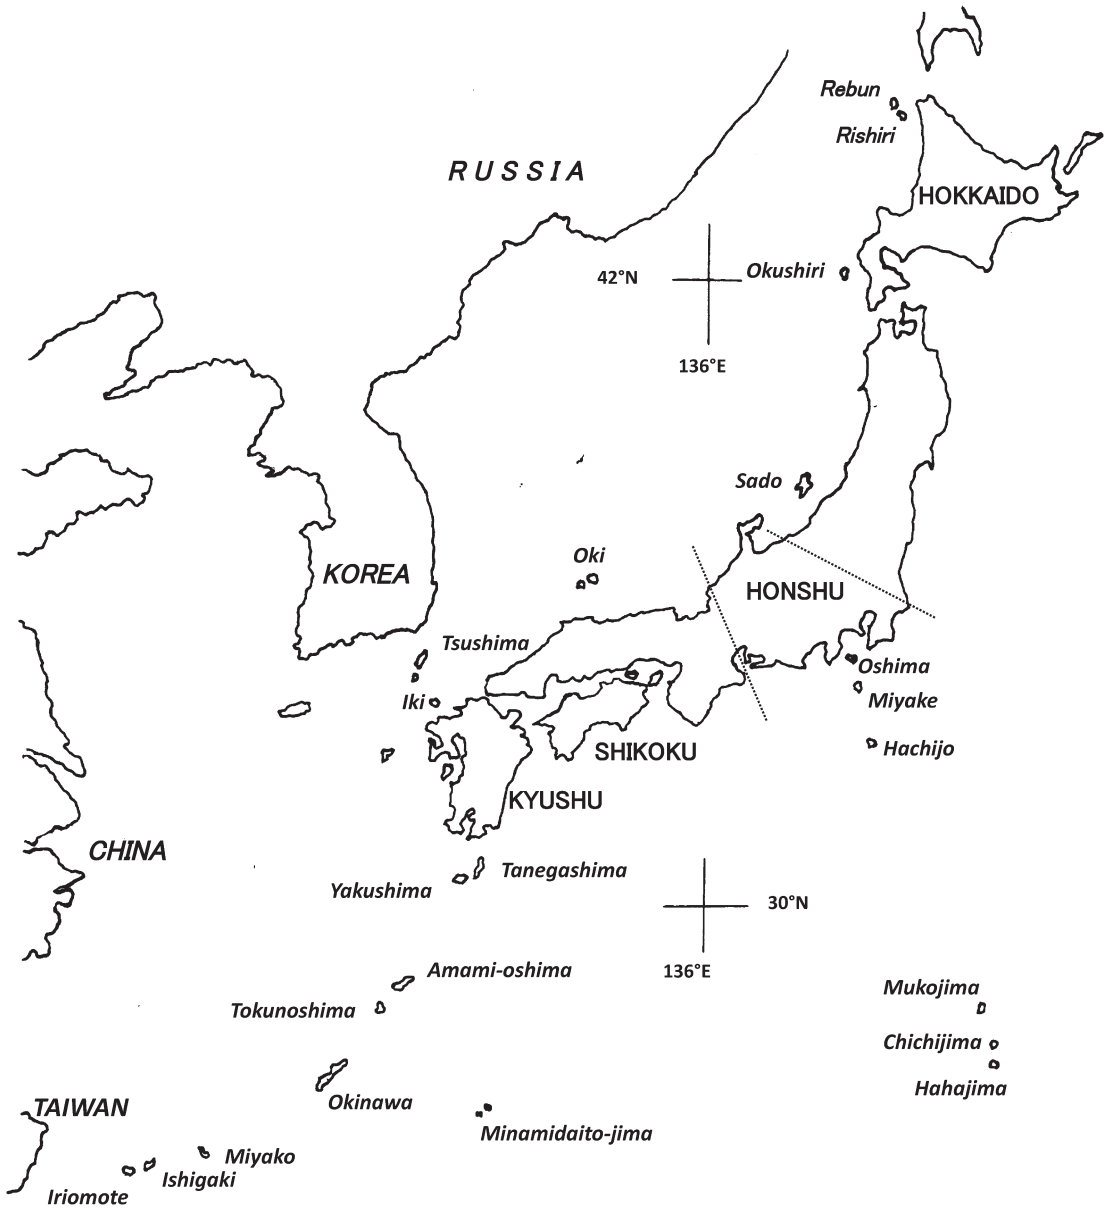 Rebun
Rishiri
RUSSIA
HOKKAIDO
42°N
Okushiri
136°E
Sado
Oki
KOREA
HONSHU
Tsushima
Oshima
Iki
Miyake
SHIKOKU
Hachijo
KYUSHU
CHINA
Tanegashima
Yakushima
30°N
136°E
Amami-oshima
Mukojima
Tokunoshima
Chichijima
Hahajima
Okinawa
TAIWAN
Minamidaito-jima
Miyako
Ishigaki
Iriomote